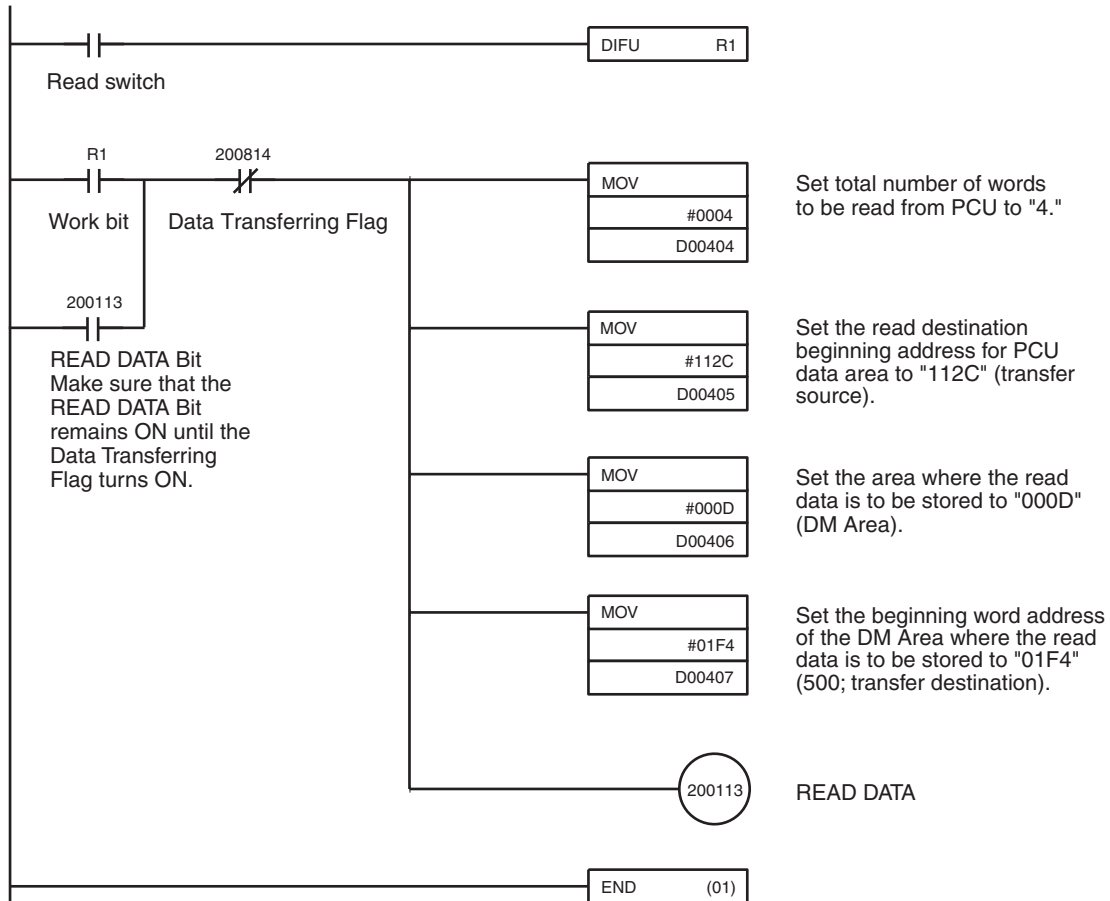 DIFU R1
Read switch
R1 200814
MOV
#0004
D00404
Set total number of words
to be read from PCU to "4."
Work bit Data Transferring Flag
200113
READ DATA Bit
Make sure that the
READ DATA Bit
remains ON until the
Data Transferring
Flag turns ON.
MOV
#112C
D00405
Set the read destination
beginning address for PCU
data area to "112C" (transfer
source).
MOV
#000D
D00406
Set the area where the read
data is to be stored to "000D"
(DM Area).
MOV
#01F4
D00407
Set the beginning word address
of the DM Area where the read
data is to be stored to "01F4"
(500; transfer destination).
200113 READ DATA
END (01)